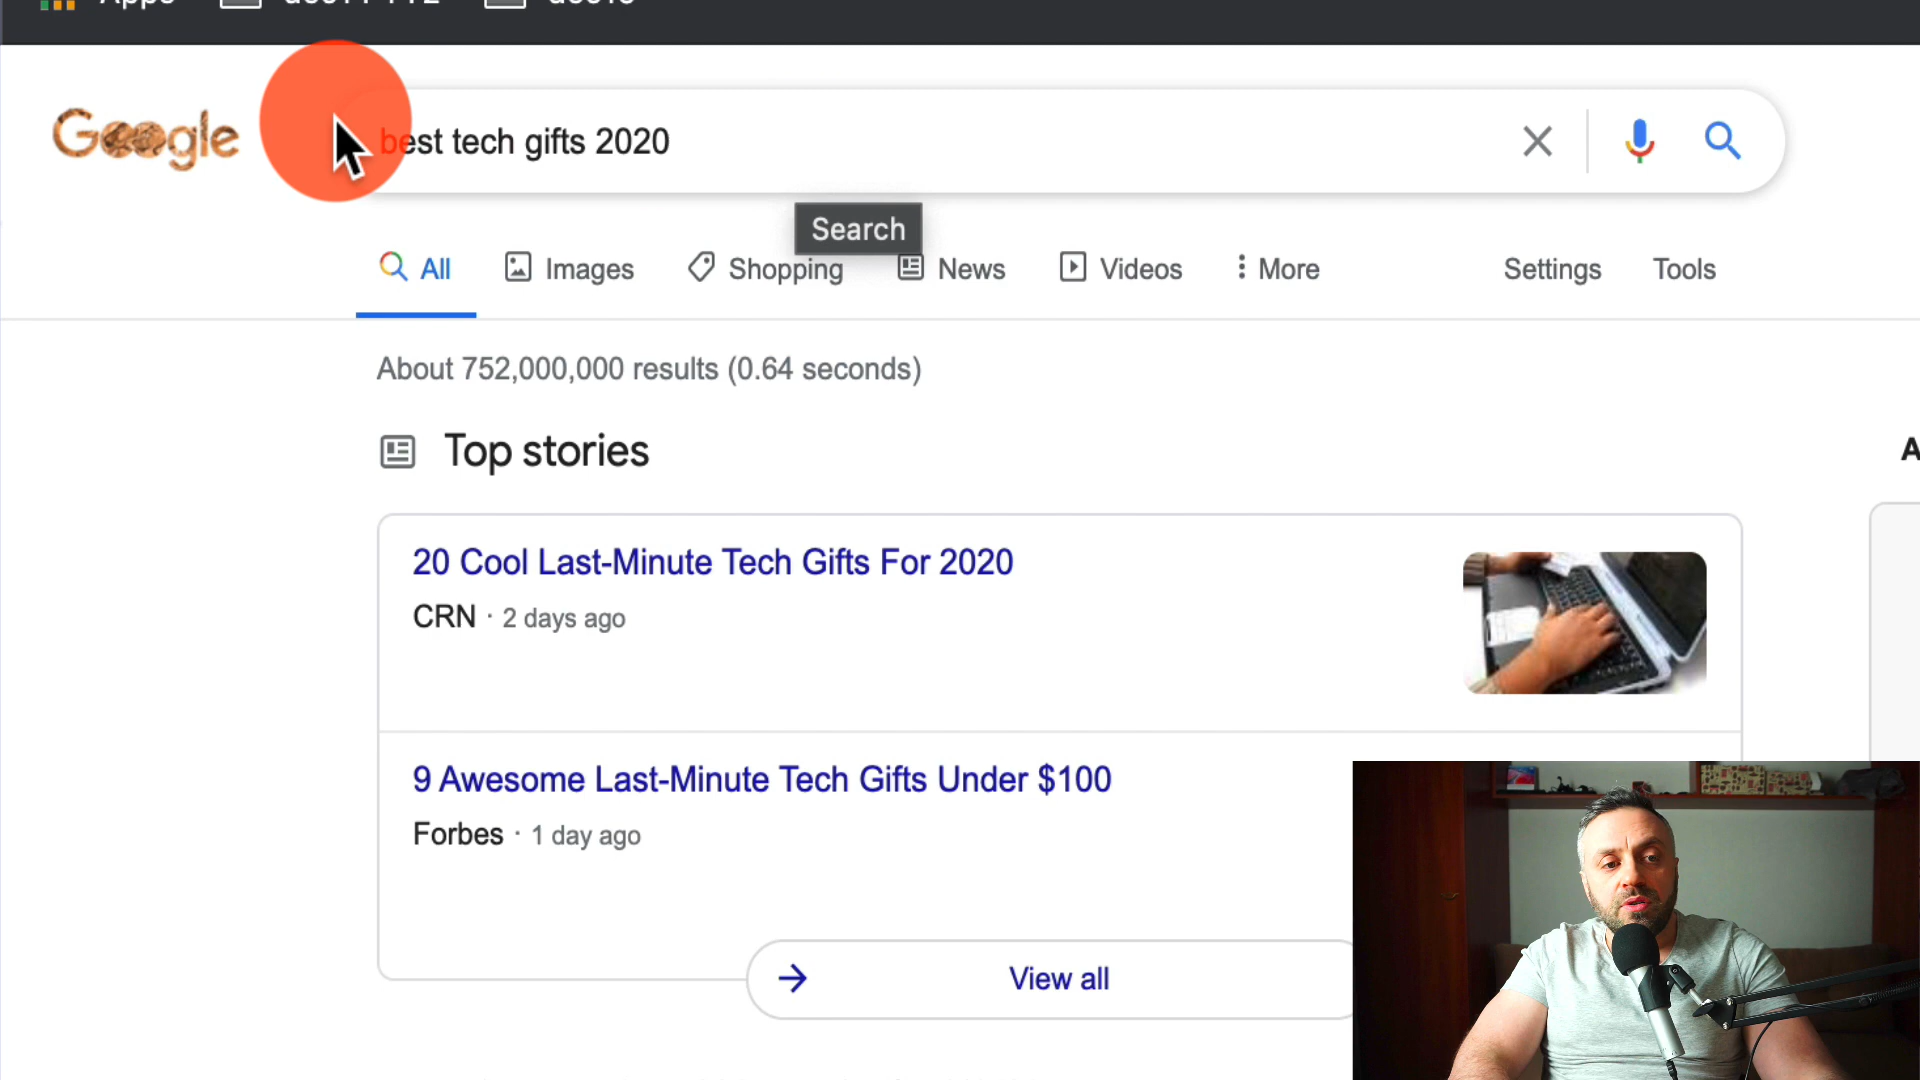 Apps
Google
best tech gifts 2020
Search
All
Images
Shopping
News
Videos
More
Settings
Tools
About 752,000,000 results (0.64 seconds)
Top stories
A
20 Cool Last-Minute Tech Gifts For 2020
CRN · 2 days ago
9 Awesome Last-Minute Tech Gifts Under $100
Forbes · 1 day ago
View all